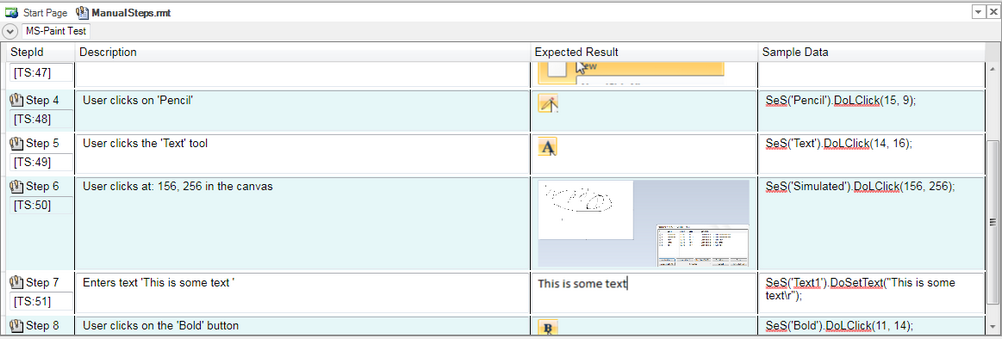 Start Page ManualSteps.rmt
MS-Paint Test
StepId Description Expected Result Sample Data
[TS:47]
Step 4 User clicks on 'Pencil' SeS('Pencil').DoLClick(15, 9);
[TS:48]
Step 5 User clicks the 'Text' tool A SeS('Text').DoLClick(14, 16);
[TS:49]
Step 6 User clicks at: 156, 256 in the canvas SeS('Simulated').DoLClick(156, 256);
[TS:50]
Step 7 Enters text 'This is some text ' This is some text SeS('Text1').DoSetText("This is some
[TS:51] text\r");
Step 8 User clicks on the 'Bold' button B SeS('Bold').DoLClick(11, 14);